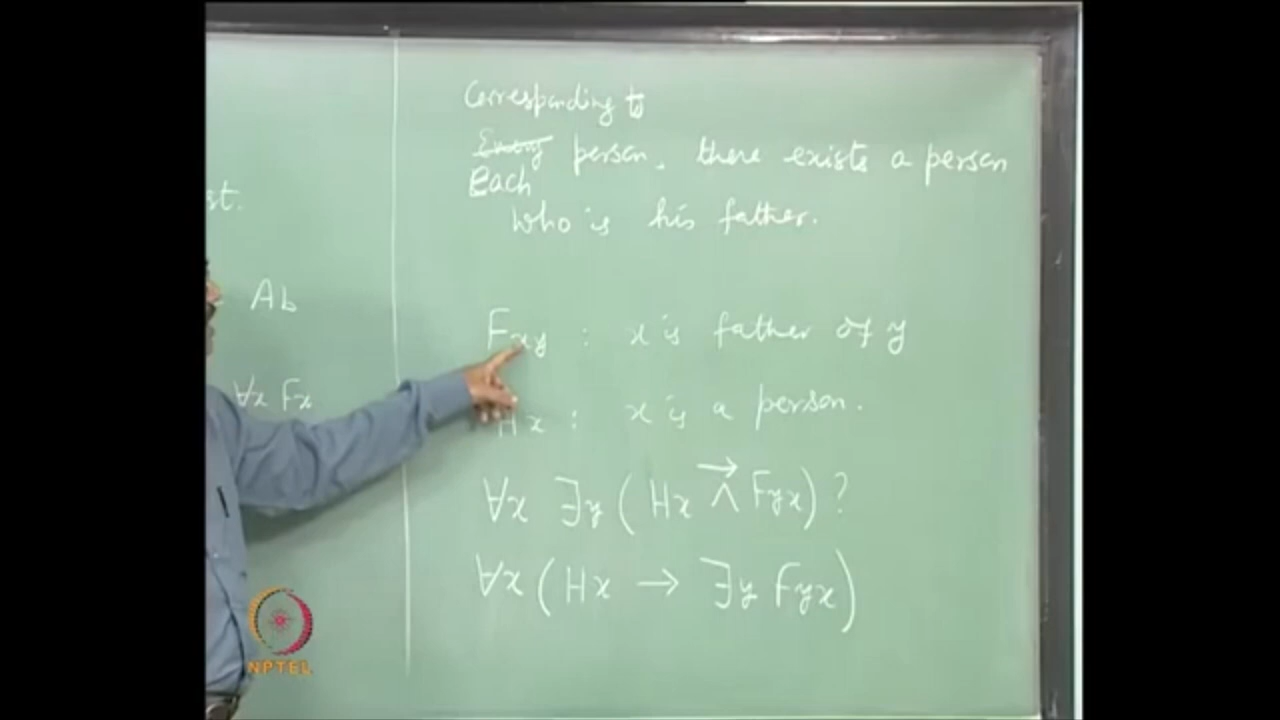 st.
Ab
∀x Fx
Corresponding to
Every person, there exists a person
Each
who is his father.
Fxy : x is father of y
Hx : x is a person.
→
∀x ∃y (Hx ∧ Fyx) ?
∀x (Hx → ∃y Fyx)
NPTEL